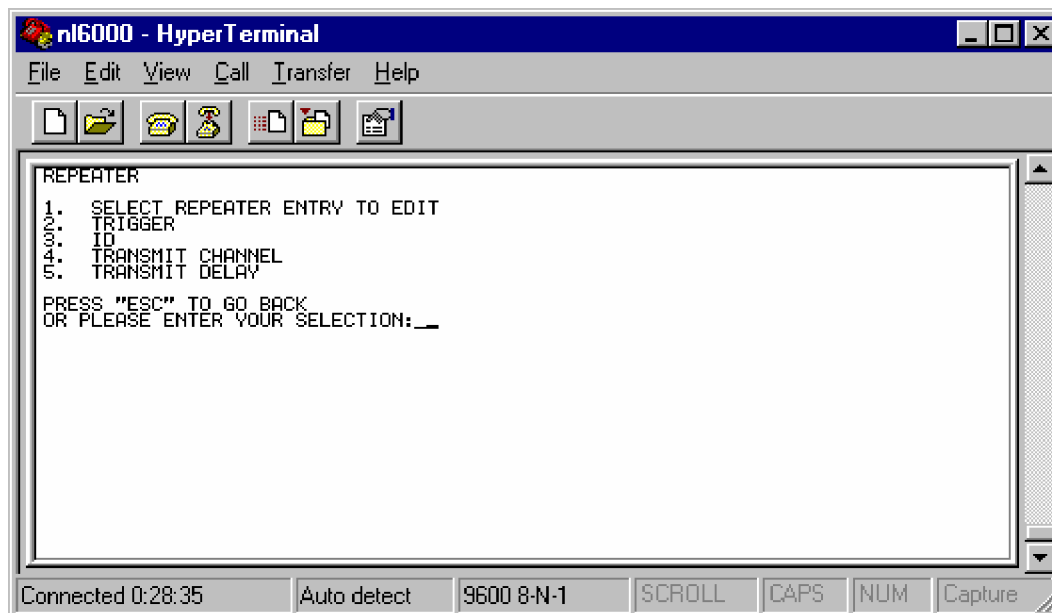 nl6000 - HyperTerminal
File Edit View Call Transfer Help
REPEATER
1. SELECT REPEATER ENTRY TO EDIT
2. TRIGGER
3. ID
4. TRANSMIT CHANNEL
5. TRANSMIT DELAY
PRESS "ESC" TO GO BACK
OR PLEASE ENTER YOUR SELECTION:_
Connected 0:28:35 Auto detect 9600 8-N-1 SCROLL CAPS NUM Capture